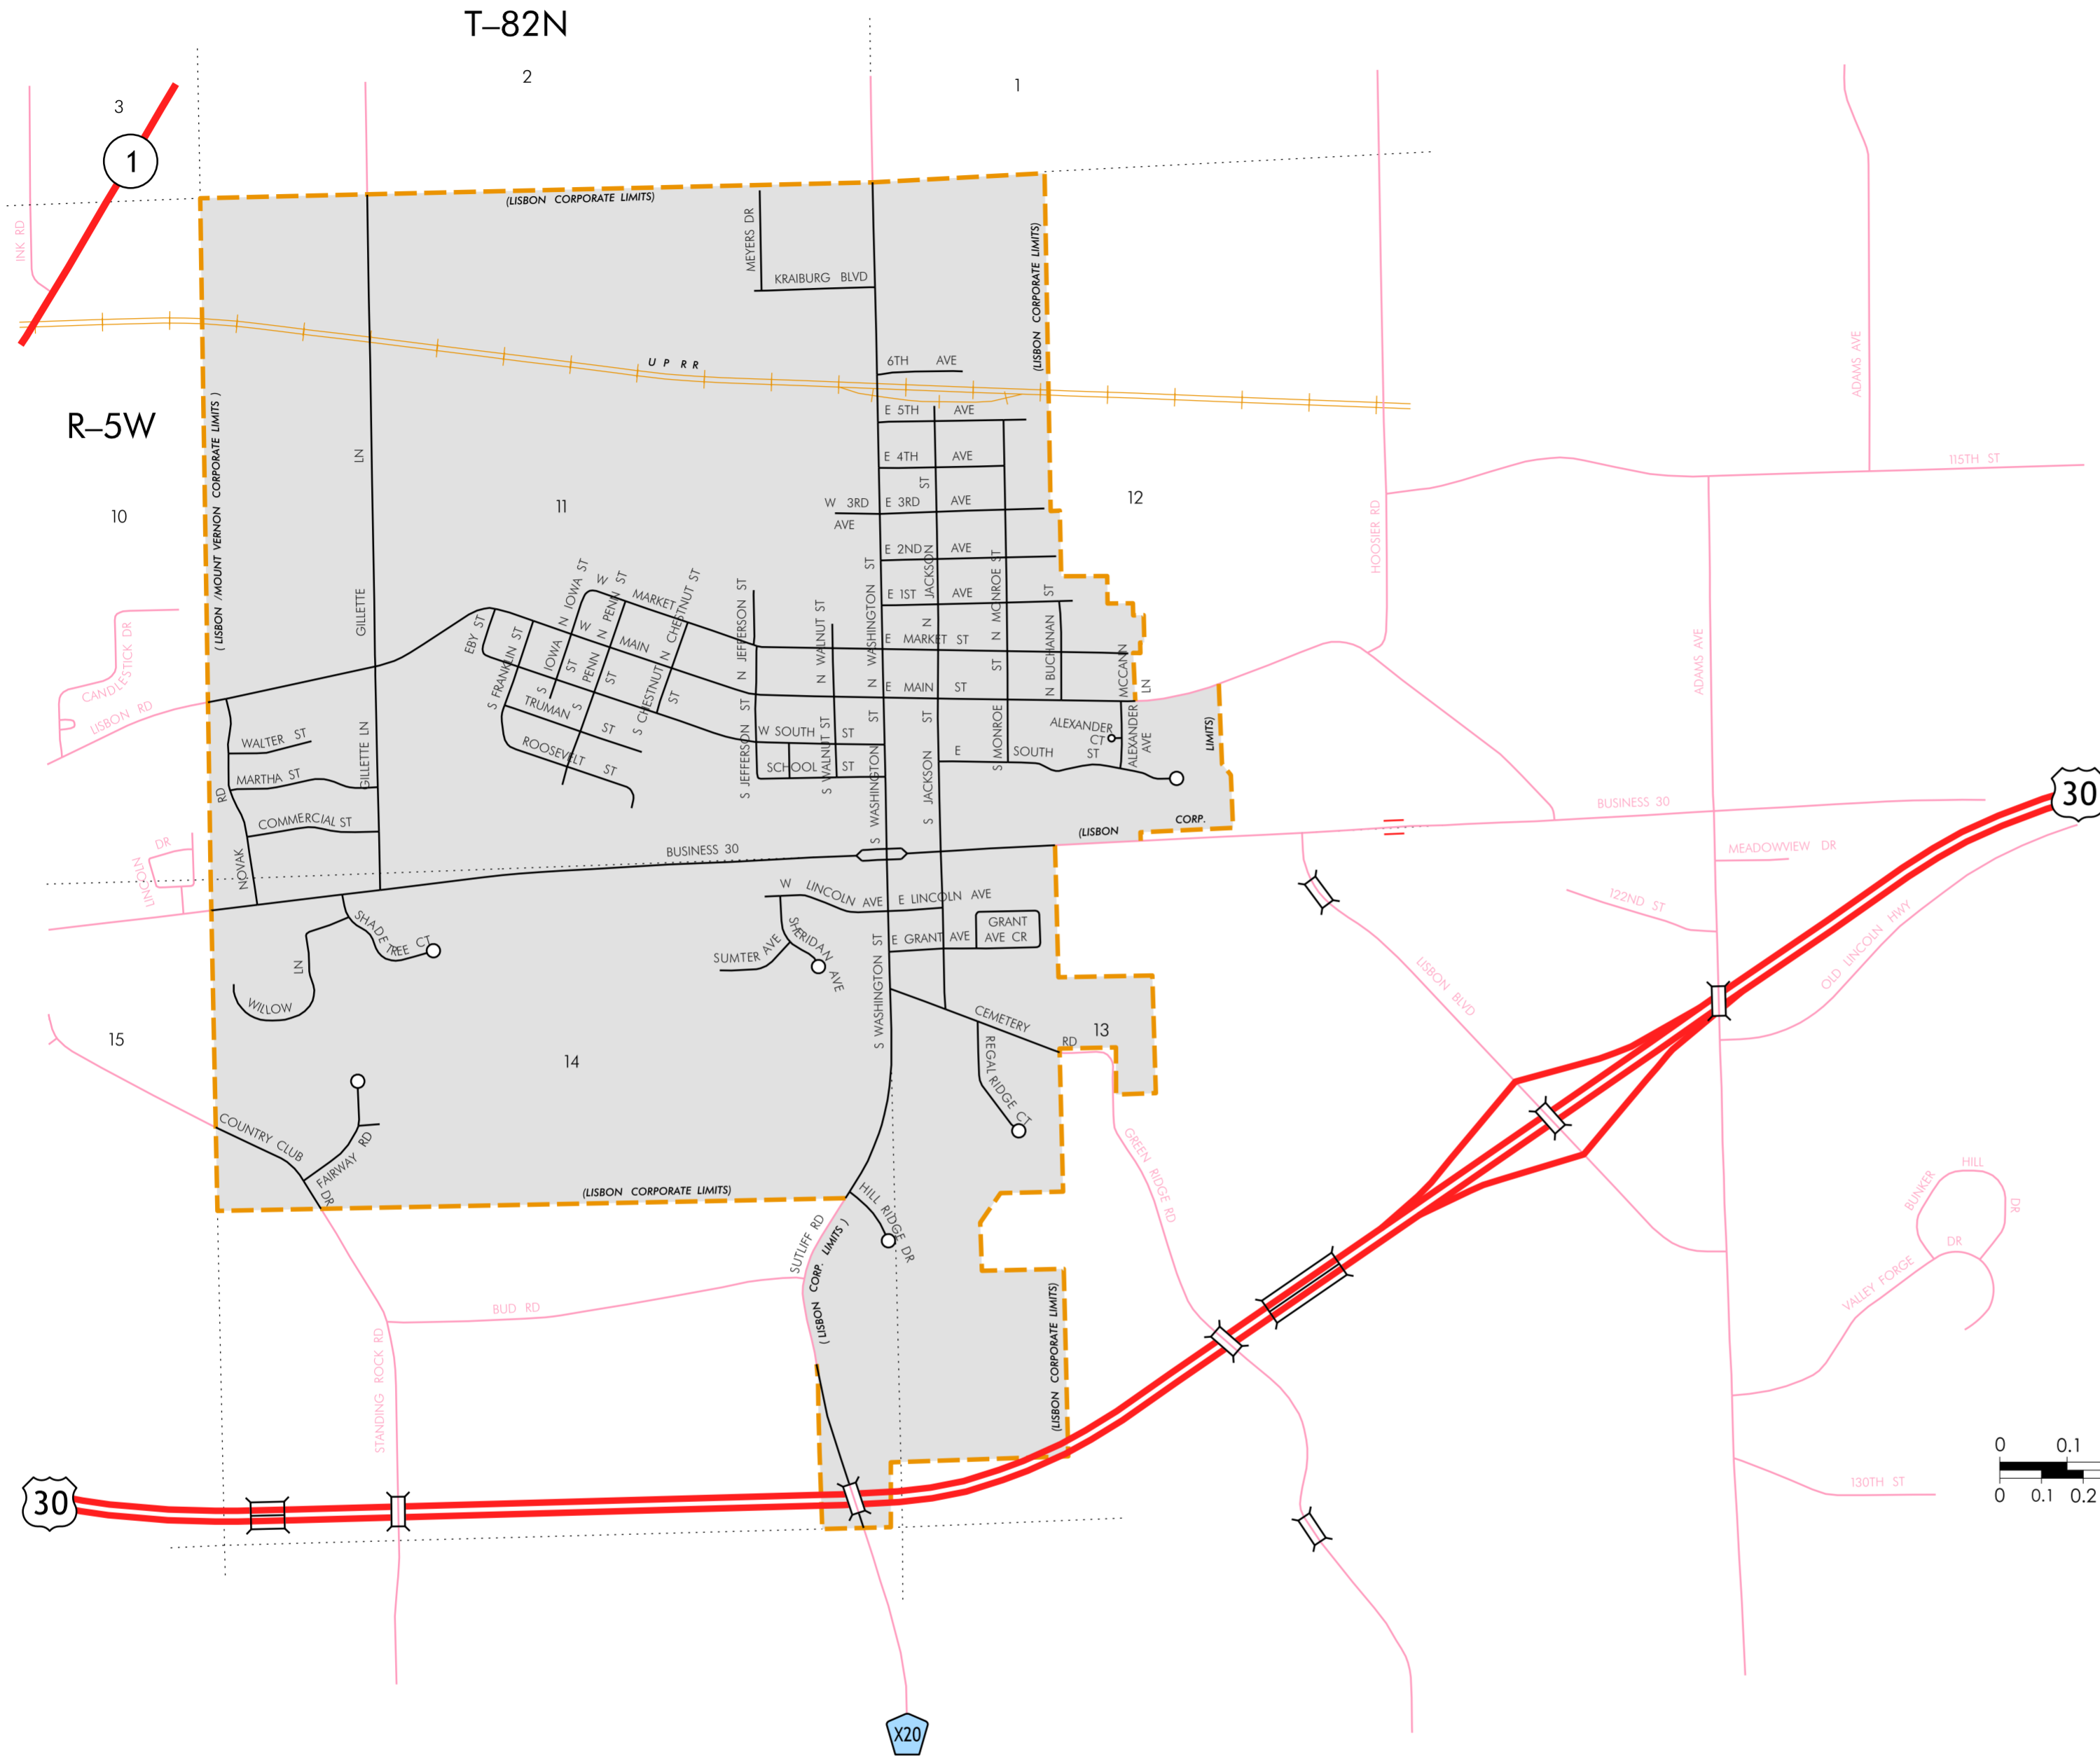 T–82N
2
1
3
1
(LISBON CORPORATE LIMITS)
INK RD
MEYERS DR
KRAIBURG BLVD
(LISBON CORPORATE LIMITS)
U P R R
6TH AVE
ADAMS AVE
R–5W
(LISBON /MOUNT VERNON CORPORATE LIMITS )
GILLETTE LN
E 5TH AVE
E 4TH AVE
115TH ST
10
11
12
W 3RD AVE
E 3RD AVE
HOOSIER RD
E 2ND AVE
E 1ST AVE
N WASHINGTON ST
N JACKSON ST
N MONROE ST
N BUCHANAN ST
N IOWA ST
N PENN ST
N CHESTNUT ST
N JEFFERSON ST
N WALNUT ST
W MARKET
E MARKET ST
W MAIN
E MAIN ST
EBY ST
S FRANKLIN ST
S IOWA ST
S PENN ST
S CHESTNUT ST
TRUMAN ST
ROOSEVELT ST
S JEFFERSON ST
S WALNUT ST
W SOUTH ST
SCHOOL ST
S WASHINGTON ST
S JACKSON ST
S MONROE ST
E SOUTH ST
MCCANN LN
ALEXANDER CT
ALEXANDER AVE
ADAMS AVE
CANDLESTICK DR
LISBON RD
WALTER ST
MARTHA ST
COMMERCIAL ST
NOVAK RD
GILLETTE LN
LINCOLN DR
BUSINESS 30
(LISBON CORP. LIMITS)
BUSINESS 30
30
MEADOWVIEW DR
122ND ST
OLD LINCOLN HWY
LISBON BLVD
W LINCOLN AVE
E LINCOLN AVE
GRANT AVE CR
E GRANT AVE
SHERIDAN AVE
SUMTER AVE
S WASHINGTON ST
SHADE TREE CT
WILLOW LN
CEMETERY RD
REGAL RIDGE CT
13
15
14
COUNTRY CLUB DR
FAIRWAY RD
GREEN RIDGE RD
(LISBON CORPORATE LIMITS)
HILL RIDGE DR
SUTLIFF RD
( LISBON CORP. LIMITS )
BUD RD
STANDING ROCK RD
(LISBON CORPORATE LIMITS)
BUNKER HILL DR
VALLEY FORGE DR
130TH ST
0 0.1
0 0.1 0.2
30
X20